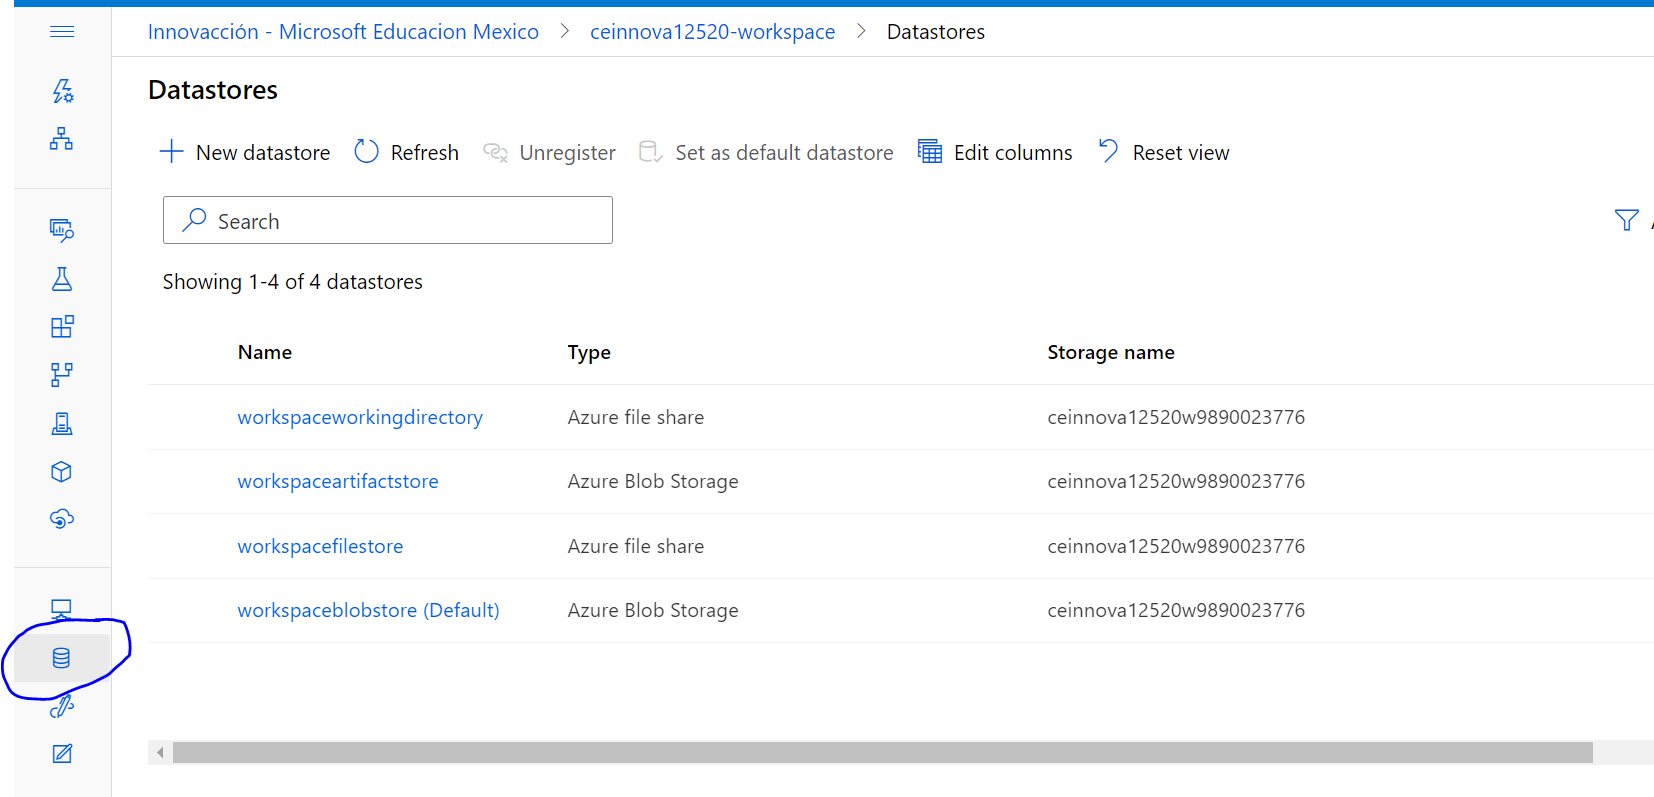 Innovacción - Microsoft Educacion Mexico > ceinnova12520-workspace > Datastores
Datastores
New datastore Refresh Unregister Set as default datastore Edit columns Reset view
Search
Showing 1-4 of 4 datastores
Name Type Storage name
workspaceworkingdirectory Azure file share ceinnova12520w9890023776
workspaceartifactstore Azure Blob Storage ceinnova12520w9890023776
workspacefilestore Azure file share ceinnova12520w9890023776
workspaceblobstore (Default) Azure Blob Storage ceinnova12520w9890023776